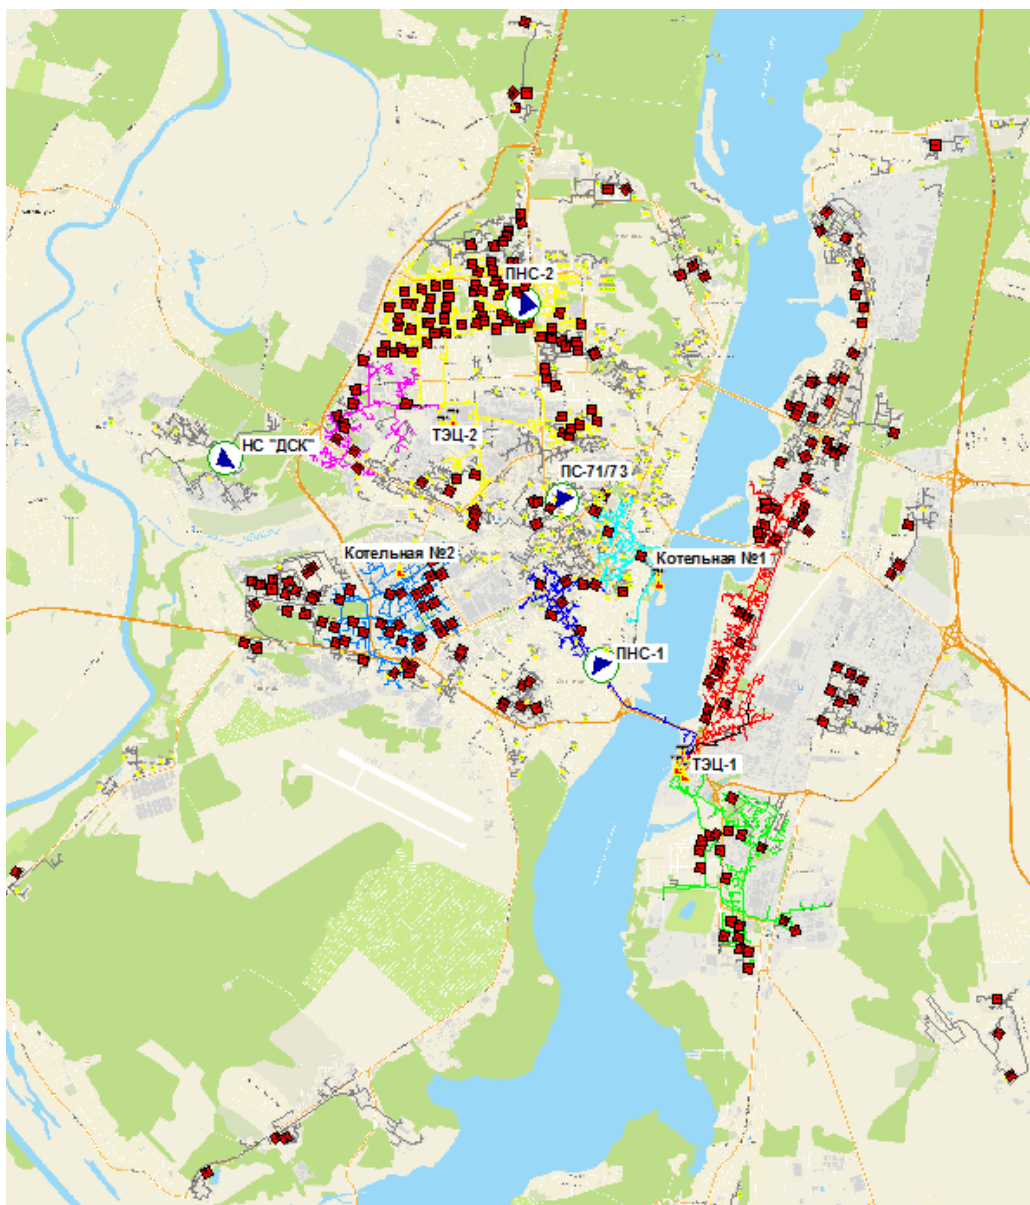 ПНС-2
ТЭЦ-2
НС "ДСК"
ПС-71/73
Котельная №2
Котельная №1
ПНС-1
ТЭЦ-1